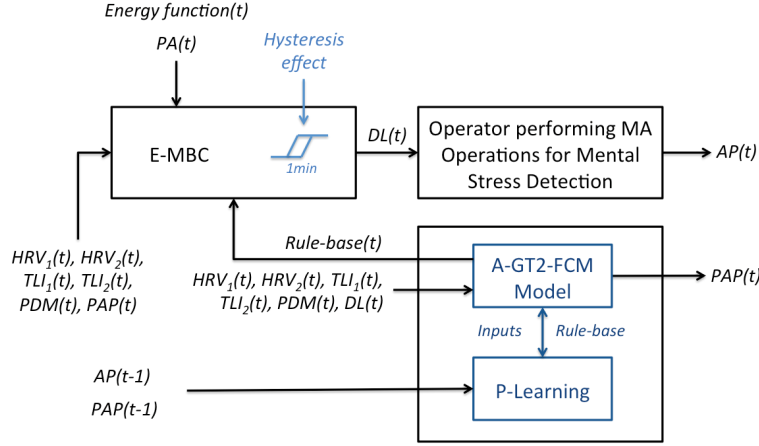 Energy function(t)
PA(t)
Hysteresis
effect
E-MBC
1min
DL(t)
Operator performing MA
Operations for Mental
Stress Detection
AP(t)
HRV₁(t), HRV₂(t),
TLI₁(t), TLI₂(t),
PDM(t), PAP(t)
Rule-base(t)
HRV₁(t), HRV₂(t), TLI₁(t),
TLI₂(t), PDM(t), DL(t)
A-GT2-FCM
Model
PAP(t)
Inputs
Rule-base
P-Learning
AP(t-1)
PAP(t-1)